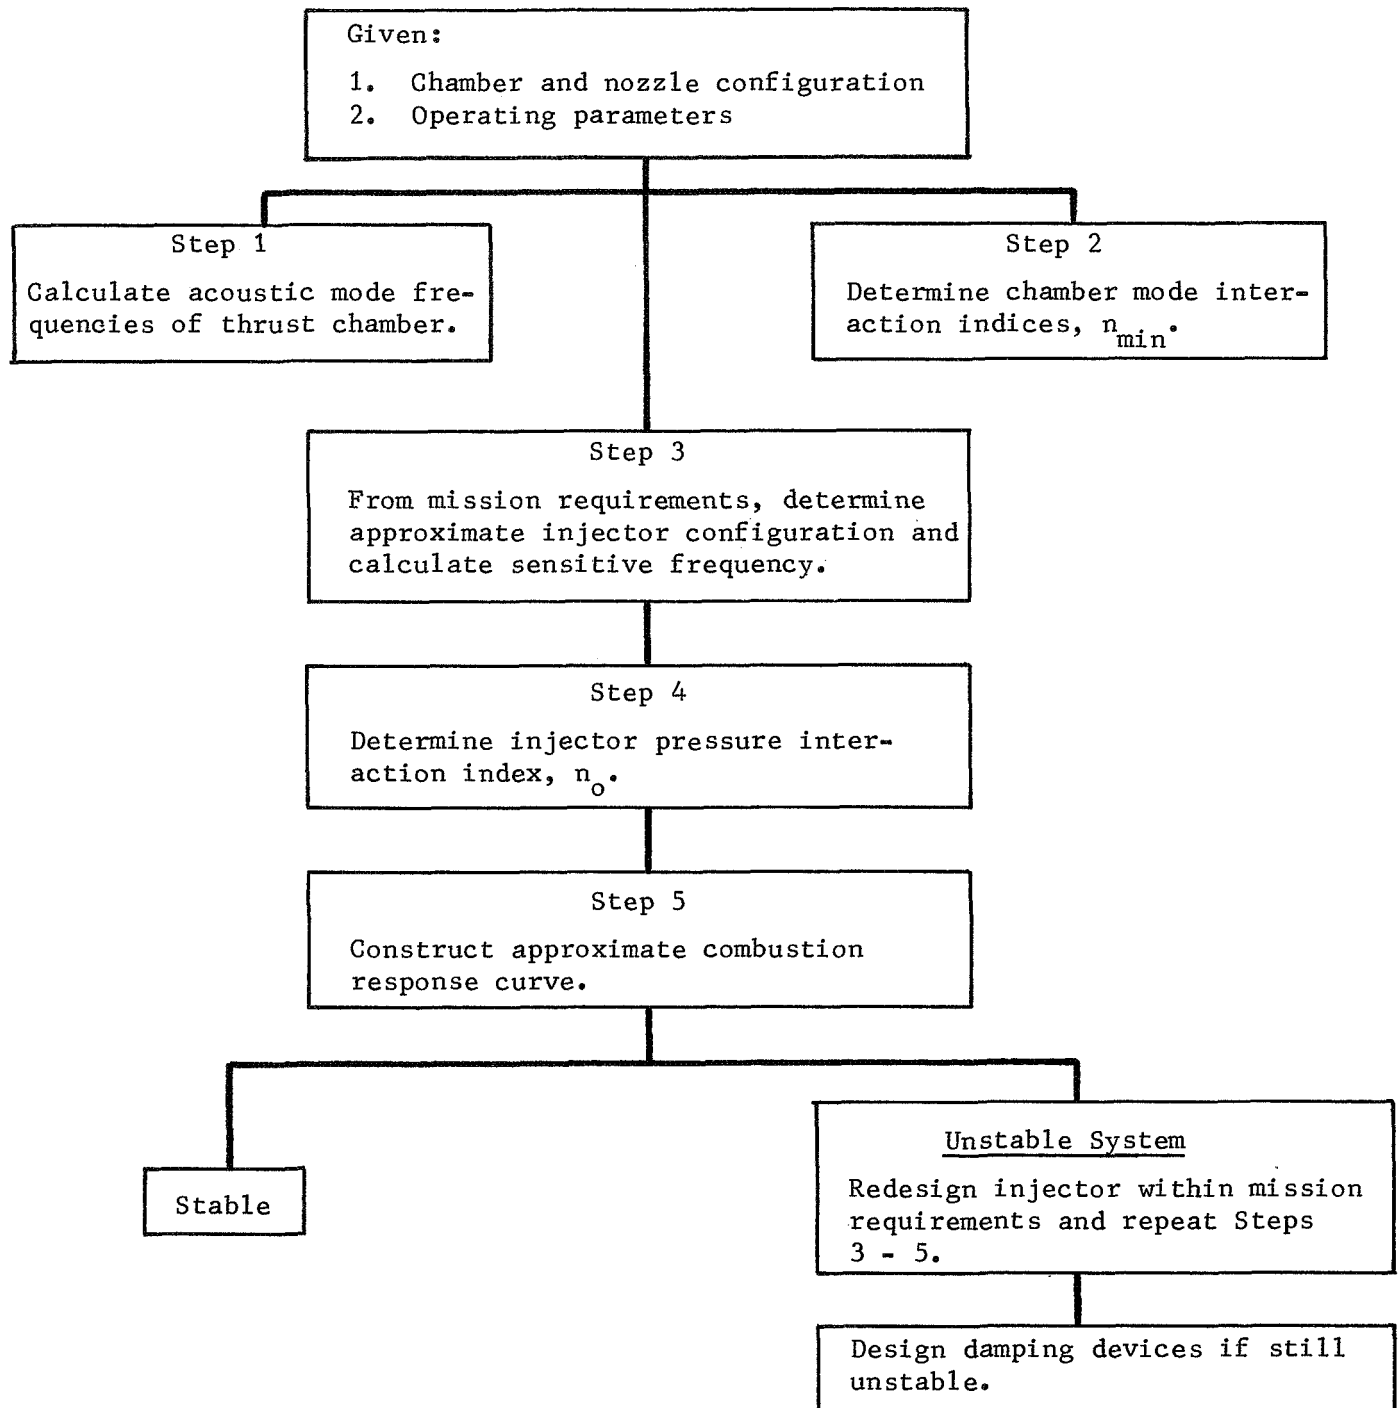 Given:
1. Chamber and nozzle configuration
2. Operating parameters
Step 1
Calculate acoustic mode fre-
quencies of thrust chamber.
Step 2
Determine chamber mode inter-
action indices, n_min.
Step 3
From mission requirements, determine
approximate injector configuration and
calculate sensitive frequency.
Step 4
Determine injector pressure inter-
action index, n_o.
Step 5
Construct approximate combustion
response curve.
Stable
Unstable System
Redesign injector within mission
requirements and repeat Steps
3 - 5.
Design damping devices if still
unstable.